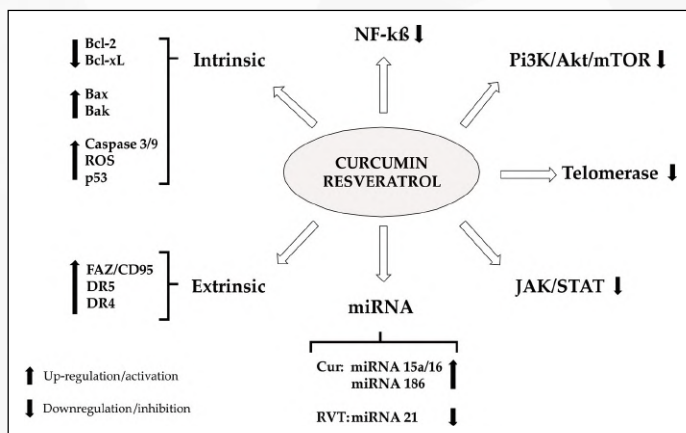 NF-kß
Bcl-2
Bcl-xL
Intrinsic
Bax
Bak
Caspase 3/9
ROS
p53
Pi3K/Akt/mTOR
CURCUMIN
RESVERATROL
Telomerase
FAZ/CD95
DR5
DR4
Extrinsic
JAK/STAT
miRNA
Cur: miRNA 15a/16
miRNA 186
RVT: miRNA 21
Up-regulation/activation
Downregulation/inhibition